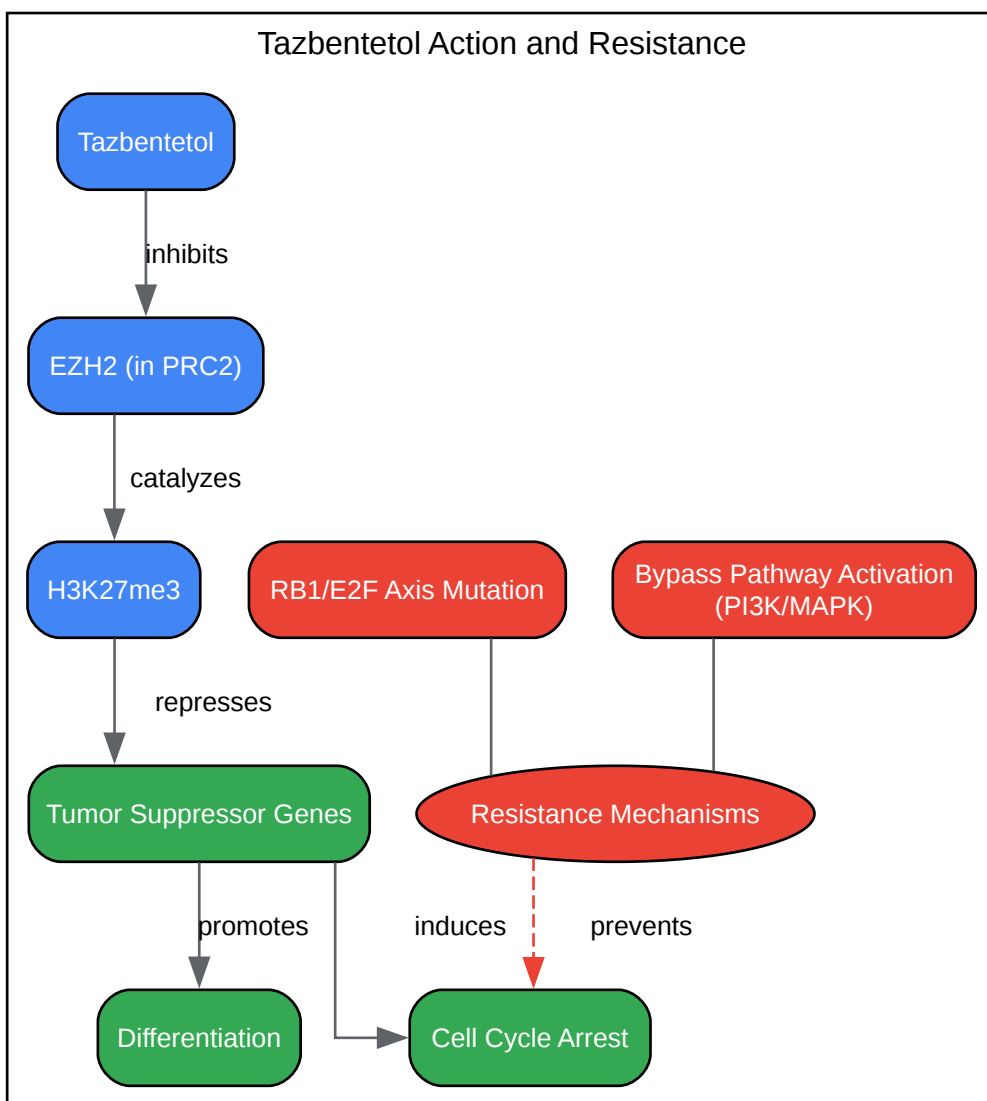 Tazbentetol Action and Resistance
Tazbentetol
inhibits
EZH2 (in PRC2)
catalyzes
H3K27me3
RB1/E2F Axis Mutation
Bypass Pathway Activation
(PI3K/MAPK)
represses
Tumor Suppressor Genes
Resistance Mechanisms
promotes
induces
prevents
Differentiation
Cell Cycle Arrest